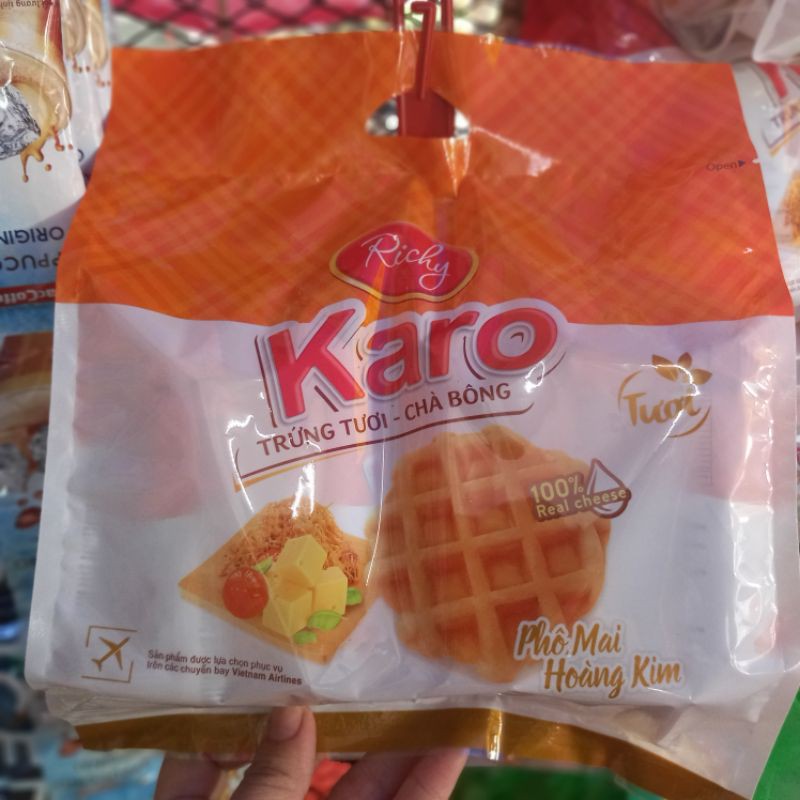 Open
Richy
Karo
TRỨNG TƯƠI - CHÀ BÔNG
Tươi
100%
Real cheese
Phô Mai
Hoàng Kim
Sản phẩm được lựa chọn phục vụ
trên các chuyến bay Vietnam Airlines
ORIGIN